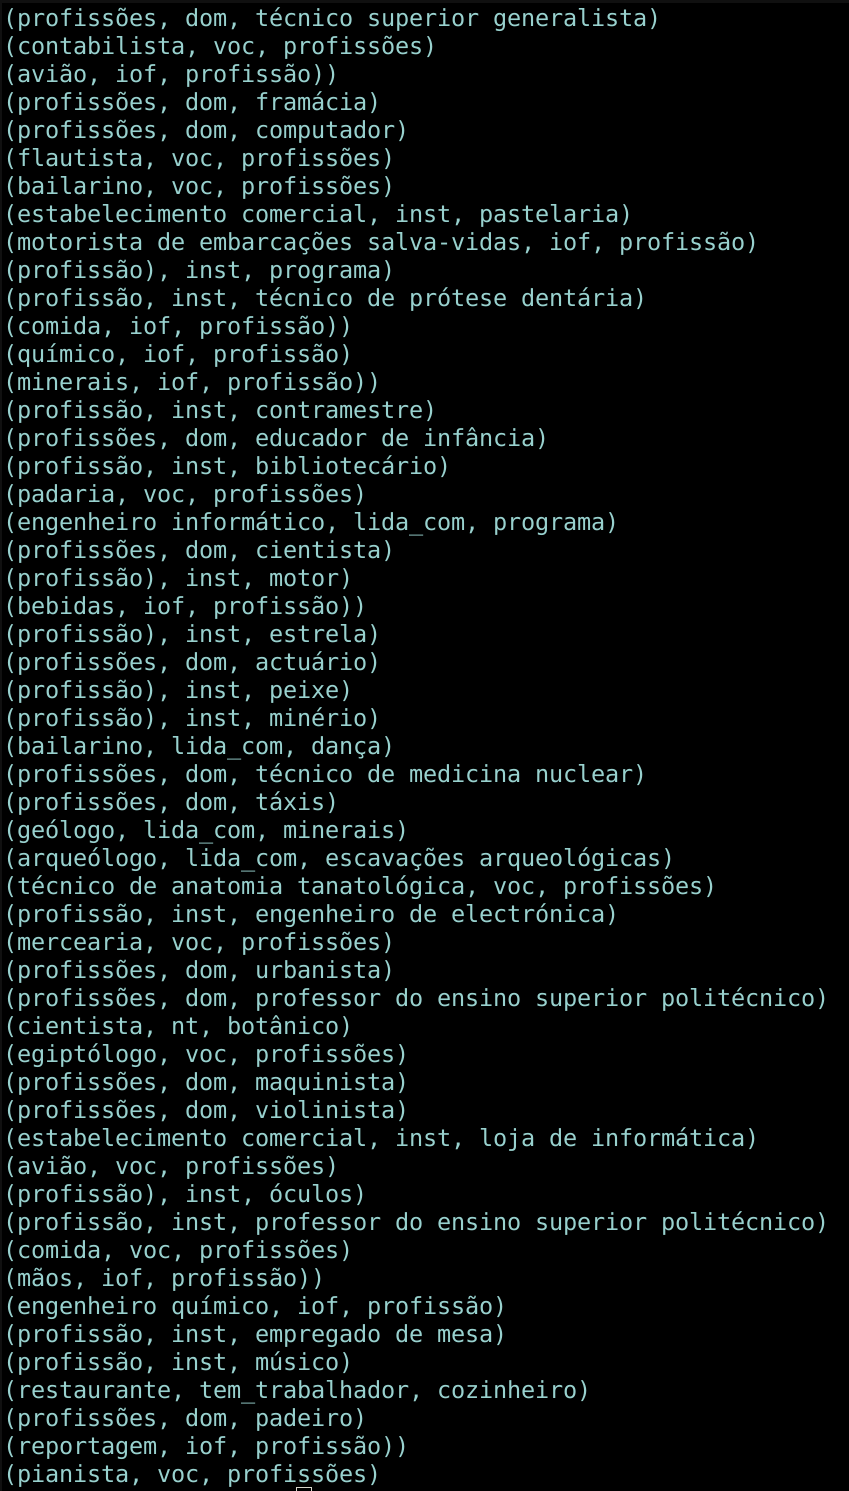 (profissões, dom, técnico superior generalista)
(contabilista, voc, profissões)
(avião, iof, profissão))
(profissões, dom, framácia)
(profissões, dom, computador)
(flautista, voc, profissões)
(bailarino, voc, profissões)
(estabelecimento comercial, inst, pastelaria)
(motorista de embarcações salva-vidas, iof, profissão)
(profissão), inst, programa)
(profissão, inst, técnico de prótese dentária)
(comida, iof, profissão))
(químico, iof, profissão)
(minerais, iof, profissão))
(profissão, inst, contramestre)
(profissões, dom, educador de infância)
(profissão, inst, bibliotecário)
(padaria, voc, profissões)
(engenheiro informático, lida_com, programa)
(profissões, dom, cientista)
(profissão), inst, motor)
(bebidas, iof, profissão))
(profissão), inst, estrela)
(profissões, dom, actuário)
(profissão), inst, peixe)
(profissão), inst, minério)
(bailarino, lida_com, dança)
(profissões, dom, técnico de medicina nuclear)
(profissões, dom, táxis)
(geólogo, lida_com, minerais)
(arqueólogo, lida_com, escavações arqueológicas)
(técnico de anatomia tanatológica, voc, profissões)
(profissão, inst, engenheiro de electrónica)
(mercearia, voc, profissões)
(profissões, dom, urbanista)
(profissões, dom, professor do ensino superior politécnico)
(cientista, nt, botânico)
(egiptólogo, voc, profissões)
(profissões, dom, maquinista)
(profissões, dom, violinista)
(estabelecimento comercial, inst, loja de informática)
(avião, voc, profissões)
(profissão), inst, óculos)
(profissão, inst, professor do ensino superior politécnico)
(comida, voc, profissões)
(mãos, iof, profissão))
(engenheiro químico, iof, profissão)
(profissão, inst, empregado de mesa)
(profissão, inst, músico)
(restaurante, tem_trabalhador, cozinheiro)
(profissões, dom, padeiro)
(reportagem, iof, profissão))
(pianista, voc, profissões)